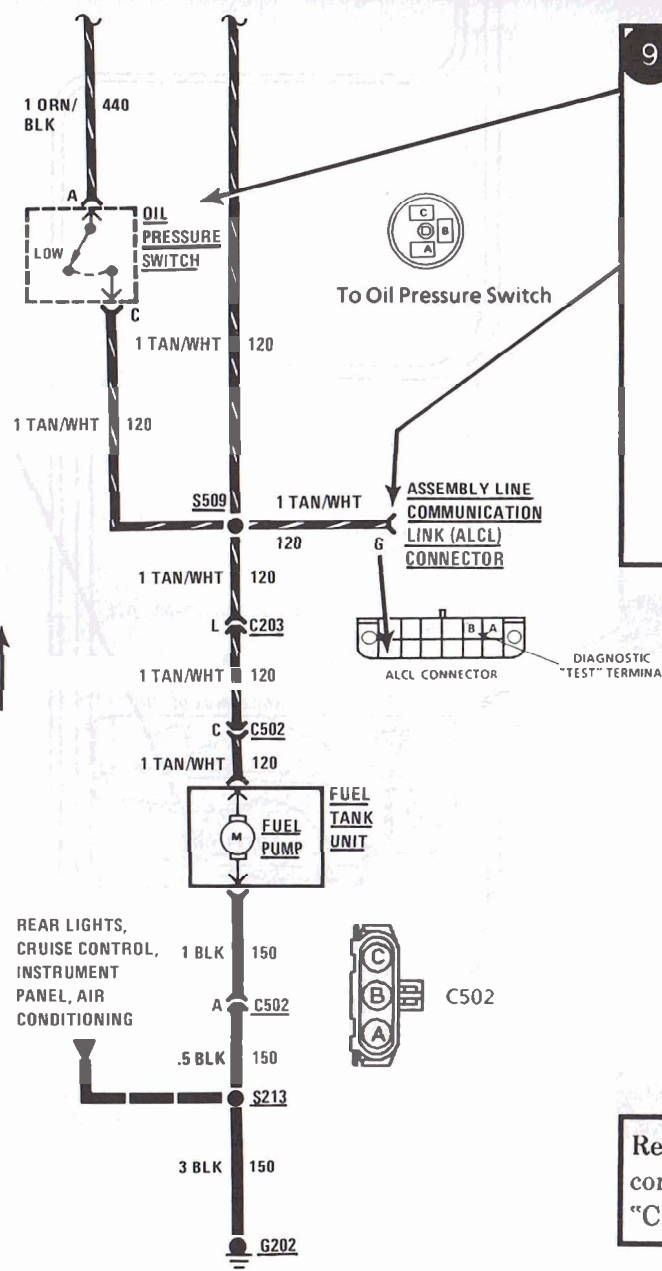 9
1 ORN/ 440
BLK
A
OIL
PRESSURE
SWITCH
LOW
C
C
B
A
To Oil Pressure Switch
1 TAN/WHT 120
1 TAN/WHT 120
S509
1 TAN/WHT
120
G
ASSEMBLY LINE
COMMUNICATION
LINK (ALCL)
CONNECTOR
1 TAN/WHT 120
L C203
B A
ALCL CONNECTOR
DIAGNOSTIC
"TEST" TERMINA
1 TAN/WHT 120
C C502
1 TAN/WHT 120
FUEL
TANK
UNIT
M
FUEL
PUMP
REAR LIGHTS,
CRUISE CONTROL,
INSTRUMENT
PANEL, AIR
CONDITIONING
1 BLK 150
A C502
C
B
A
C502
.5 BLK 150
S213
3 BLK 150
G202
Re
con
"C